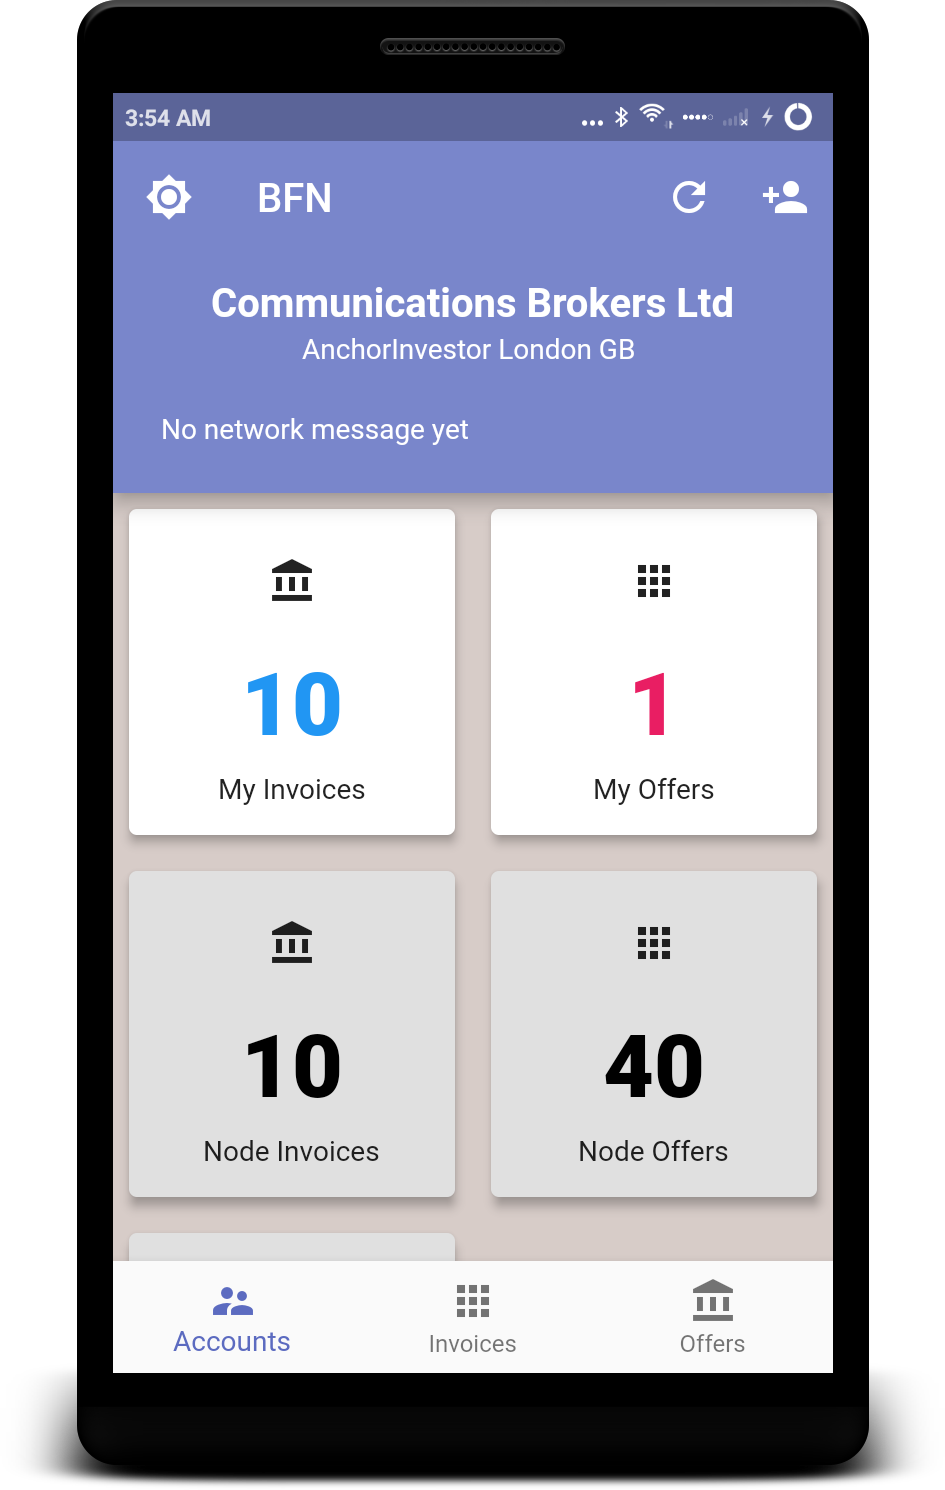 3:54 AM
BFN
Communications Brokers Ltd
AnchorInvestor London GB
No network message yet
10
My Invoices
1
My Offers
10
Node Invoices
40
Node Offers
Accounts
Invoices
Offers